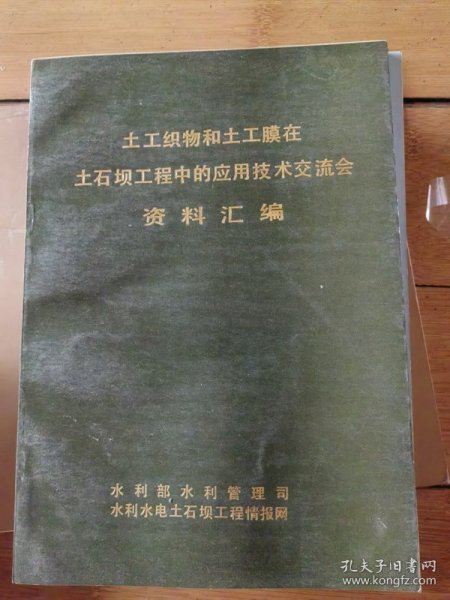 土工织物和土工膜在
土石坝工程中的应用技术交流会
资料汇编
水利部水利管理司
水利水电土石坝工程情报网
孔夫子旧书网
www.kongfz.com